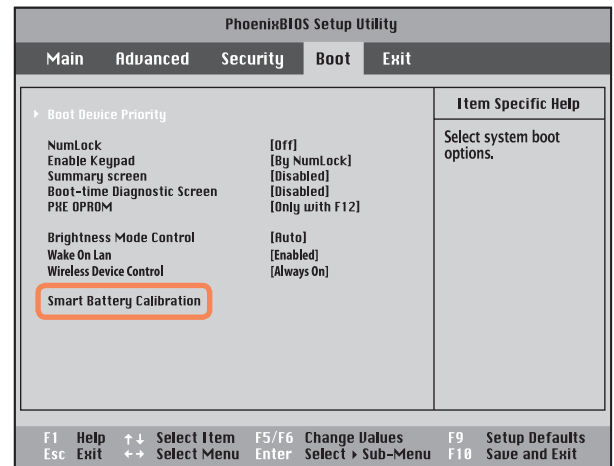 PhoenixBIOS Setup Utility
Main Advanced Security Boot Exit
Item Specific Help
▸ Boot Device Priority
Select system boot
options.
NumLock [Off]
Enable Keypad [By NumLock]
Summary screen [Disabled]
Boot-time Diagnostic Screen [Disabled]
PXE OPROM [Only with F12]
Brightness Mode Control [Auto]
Wake On Lan [Enabled]
Wireless Device Control [Always On]
Smart Battery Calibration
F1 Help ↑↓ Select Item F5/F6 Change Values F9 Setup Defaults
Esc Exit ←→ Select Menu Enter Select ▸ Sub-Menu F10 Save and Exit